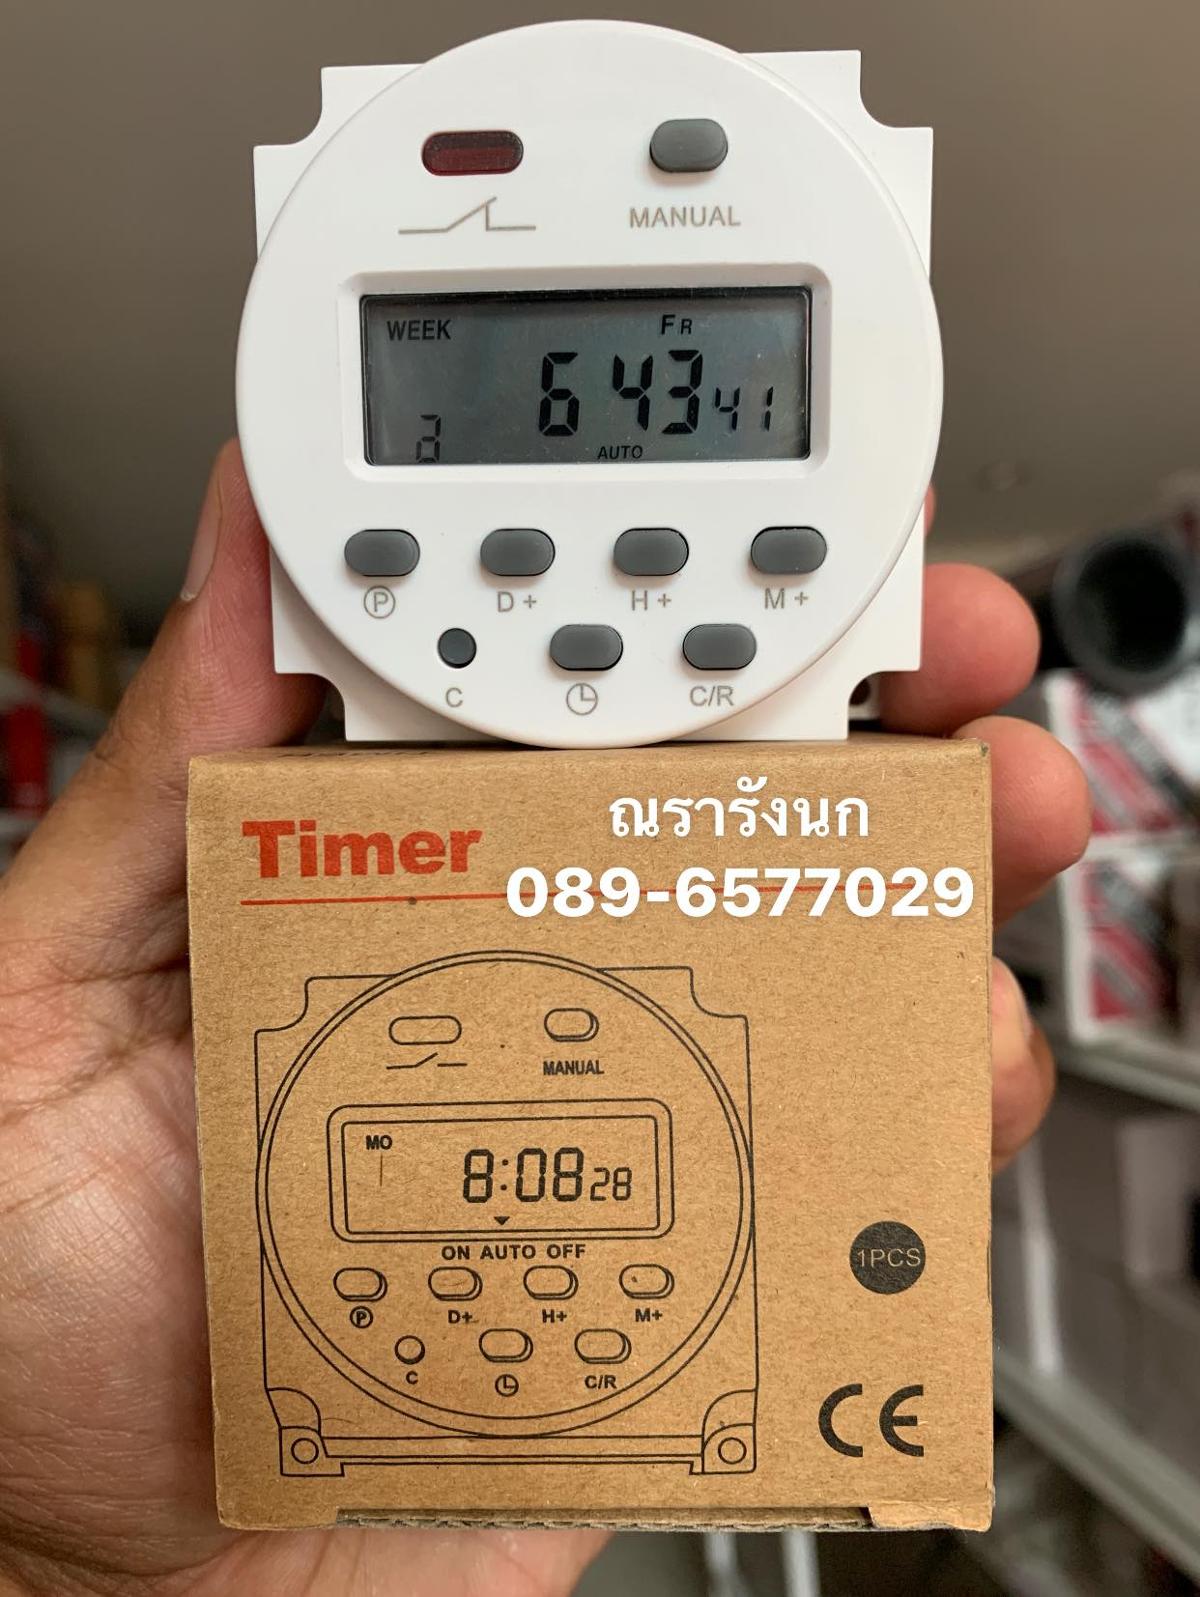 MANUAL
WEEK FR
6 43 41
d AUTO
P D+ H+ M+
C C/R
Timer
ณรารังนก
089-6577029
MANUAL
MO
8:08 28
ON AUTO OFF
1PCS
P D+ H+ M+
C C/R
CE